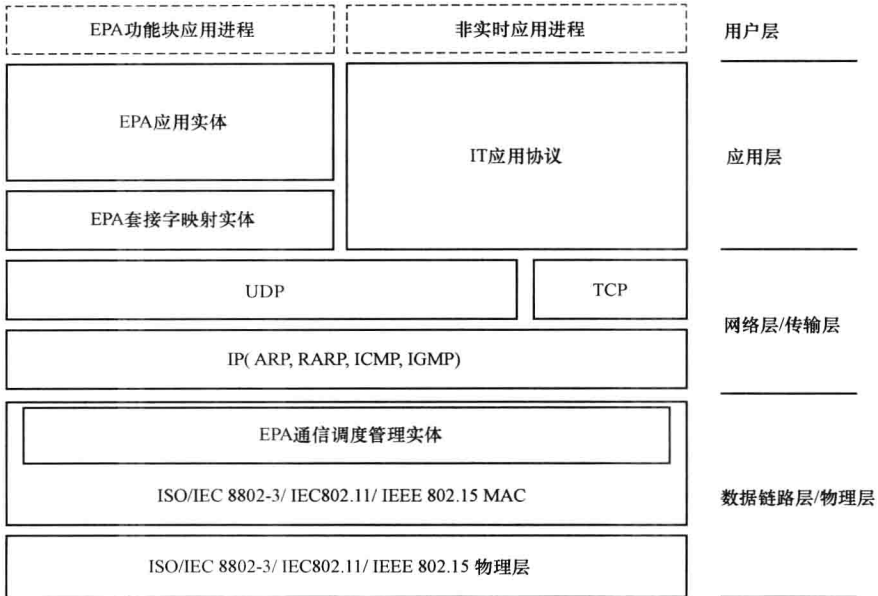 EPA功能块应用进程
非实时应用进程
用户层
EPA应用实体
IT应用协议
应用层
EPA套接字映射实体
UDP
TCP
网络层/传输层
IP( ARP, RARP, ICMP, IGMP)
EPA通信调度管理实体
ISO/IEC 8802-3/ IEC802.11/ IEEE 802.15 MAC
数据链路层/物理层
ISO/IEC 8802-3/ IEC802.11/ IEEE 802.15 物理层